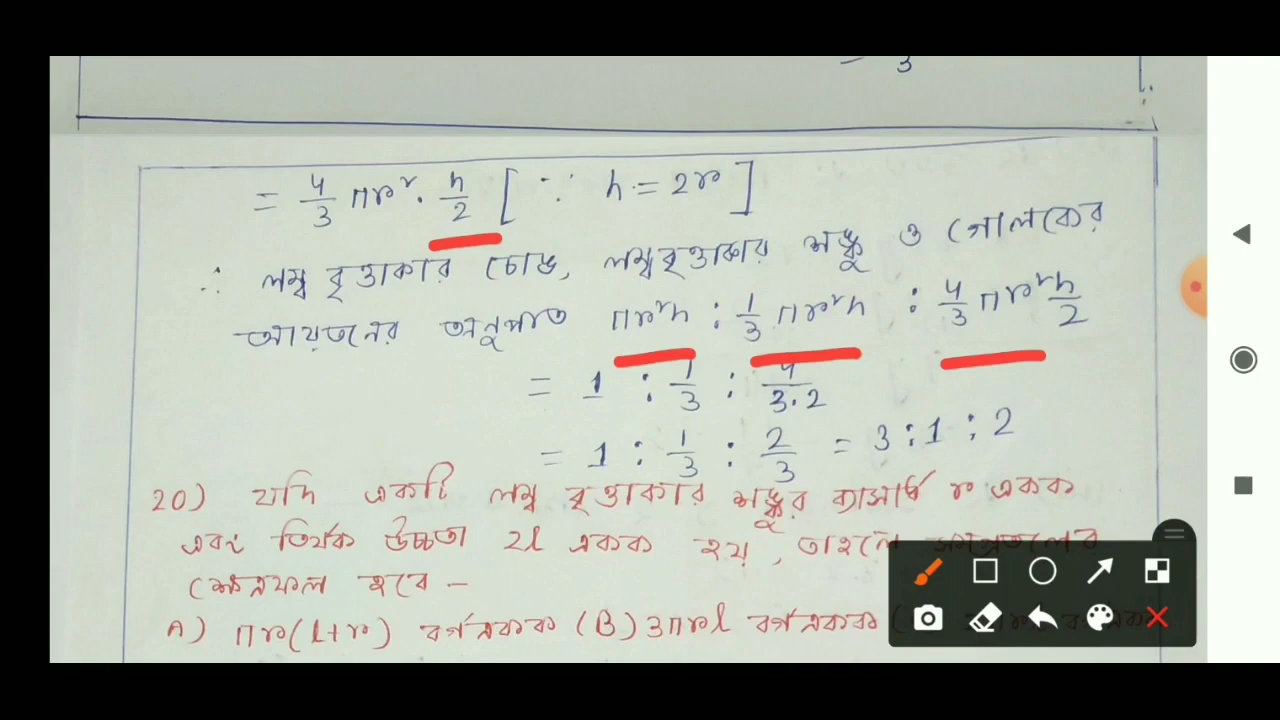 3
= 4/3 πr². h/2 [∵ h = 2r]
∴ লম্ব বৃত্তাকার চোঙ, লম্ববৃত্তাকার শঙ্কু ও গোলকের
আয়তনের অনুপাত πr²h : 1/3 πr²h : 4/3 πr² h/2
= 1 : 1/3 : 4/3.2
= 1 : 1/3 : 2/3 = 3 : 1 : 2
20) যদি একটি লম্ব বৃত্তাকার শঙ্কুর ব্যাসার্ধ r একক
এবং তির্যক উচ্চতা 2l একক হয়, তাহলে সমগ্রতলের
ক্ষেত্রফল হবে –
A) πr(l+r) বর্গএকক (B) 3πrl বর্গএকক (